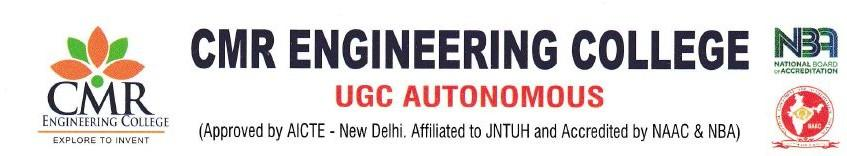 CMR ENGINEERING COLLEGE
UGC AUTONOMOUS
(Approved by AICTE - New Delhi. Affiliated to JNTUH and Accredited by NAAC & NBA)
CMR
ENGINEERING COLLEGE
EXPLORE TO INVENT
NBA
NATIONAL BOARD
OF ACCREDITATION
NAAC